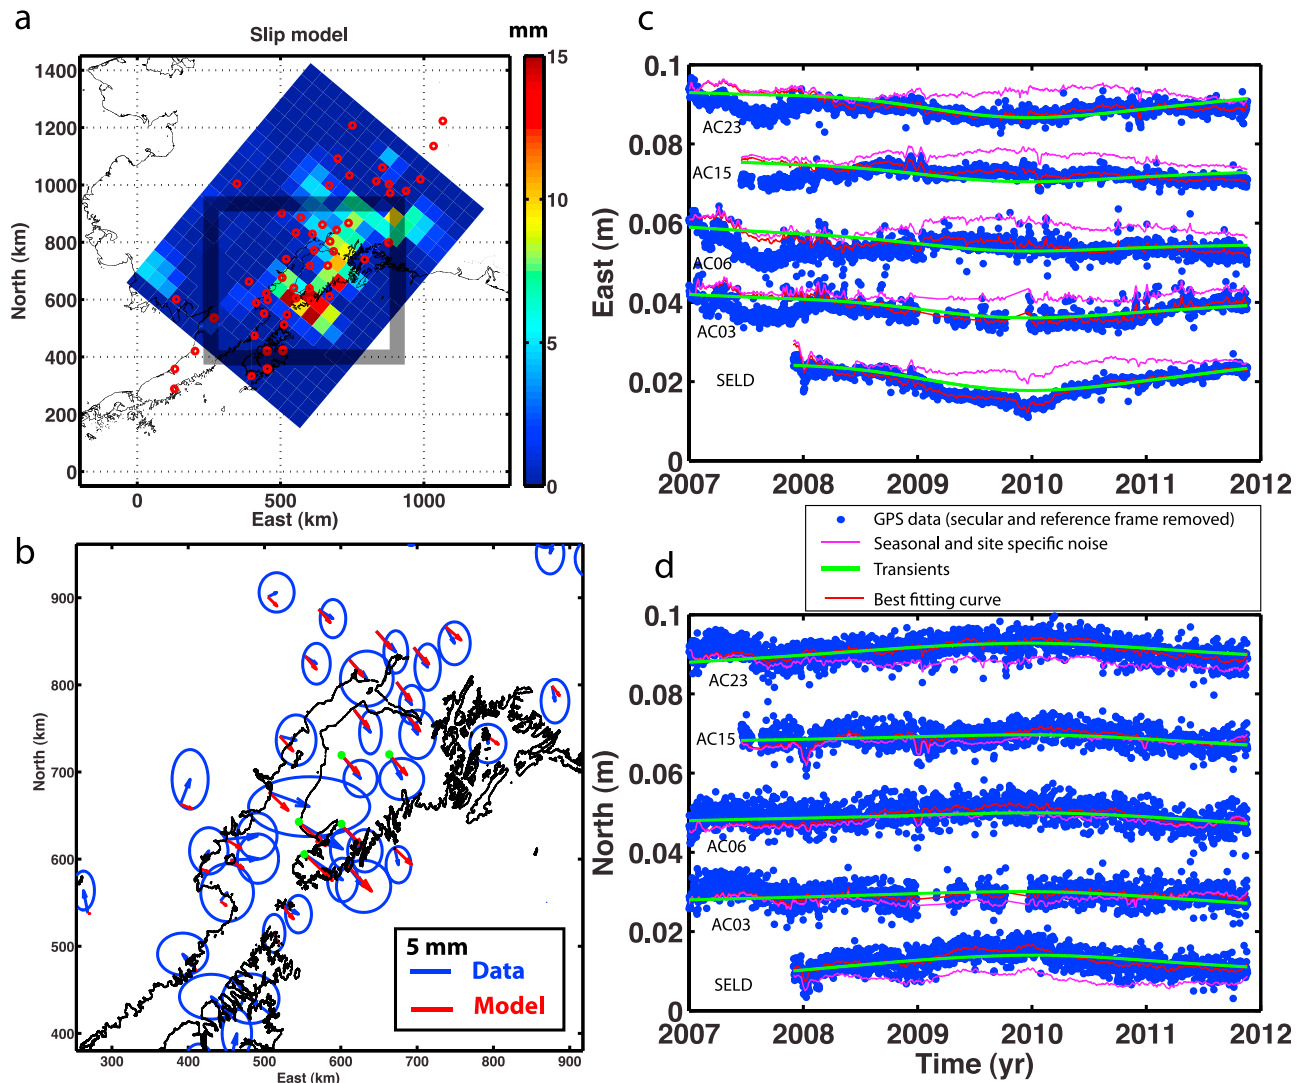 a
Slip model
mm
1400
1200
1000
800
600
400
200
0
North (km)
0
500
1000
East (km)
15
10
5
0
b
900
800
700
600
500
400
North (km)
300
400
500
600
700
800
900
East (km)
5 mm
Data
Model
c
0.1
0.08
0.06
0.04
0.02
0
East (m)
AC23
AC15
AC06
AC03
SELD
2007
2008
2009
2010
2011
2012
GPS data (secular and reference frame removed)
Seasonal and site specific noise
Transients
Best fitting curve
d
0.1
0.08
0.06
0.04
0.02
0
North (m)
AC23
AC15
AC06
AC03
SELD
2007
2008
2009
2010
2011
2012
Time (yr)